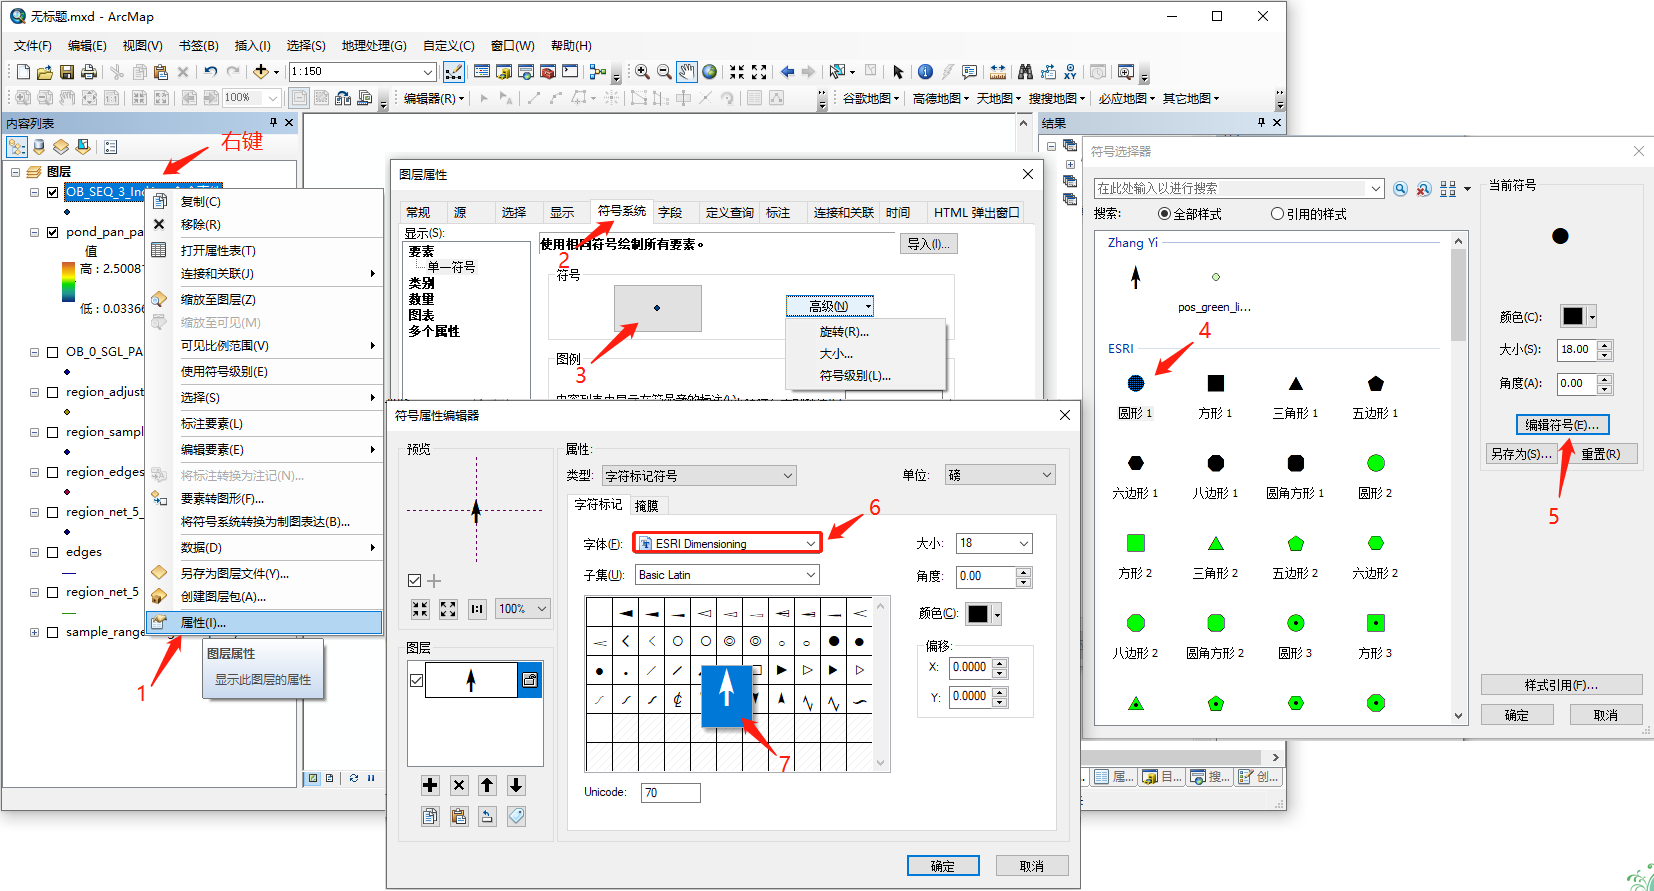 无标题.mxd - ArcMap
文件(F) 编辑(E) 视图(V) 书签(B) 插入(I) 选择(S) 地理处理(G) 自定义(C) 窗口(W) 帮助(H)
1:150
100% 编辑器(R) 谷歌地图 高德地图 天地图 搜搜地图 必应地图 其它地图
内容列表
右键
图层
OB_SEQ_3_In
pond_pan_pa
值
高 : 2.5008
低 : 0.0336
OB_0_SGL_PA
region_adjust
region_sampl
region_edges
region_net_5_
edges
region_net_5
sample_range
复制(C)
移除(R)
打开属性表(T)
连接和关联(J)
缩放至图层(Z)
缩放至可见(M)
可见比例范围(V)
使用符号级别(E)
选择(S)
标注要素(L)
编辑要素(E)
将标注转换为注记(N)...
要素转图形(F)...
将符号系统转换为制图表达(B)...
数据(D)
另存为图层文件(Y)...
创建图层包(A)...
属性(I)...
1
图层属性
显示此图层的属性
图层属性
常规 源 选择 显示 符号系统 字段 定义查询 标注 连接和关联 时间 HTML 弹出窗口
显示(S):
要素
单一符号
类别
数量
图表
多个属性
2
使用相同符号绘制所有要素。
导入(I)...
符号
3
高级(N)
旋转(R)...
大小...
符号级别(L)...
图例
符号属性编辑器
预览
100%
图层
属性:
类型: 字符标记符号 单位: 磅
字符标记 掩膜
字体(F): ESRI Dimensioning
6
子集(U): Basic Latin
大小: 18
角度: 0.00
颜色(C):
偏移:
X: 0.0000
Y: 0.0000
7
Unicode: 70
确定 取消
结果
符号选择器
在此处输入以进行搜索
搜索: 全部样式 引用的样式
Zhang Yi
pos_green_li...
4
ESRI
圆形 1 方形 1 三角形 1 五边形 1
六边形 1 八边形 1 圆角方形 1 圆形 2
方形 2 三角形 2 五边形 2 六边形 2
八边形 2 圆角方形 2 圆形 3 方形 3
当前符号
颜色(C):
大小(S): 18.00
角度(A): 0.00
编辑符号(E)...
另存为(S)... 重置(R)
5
样式引用(F)...
确定 取消
属... 目... 搜... 创...